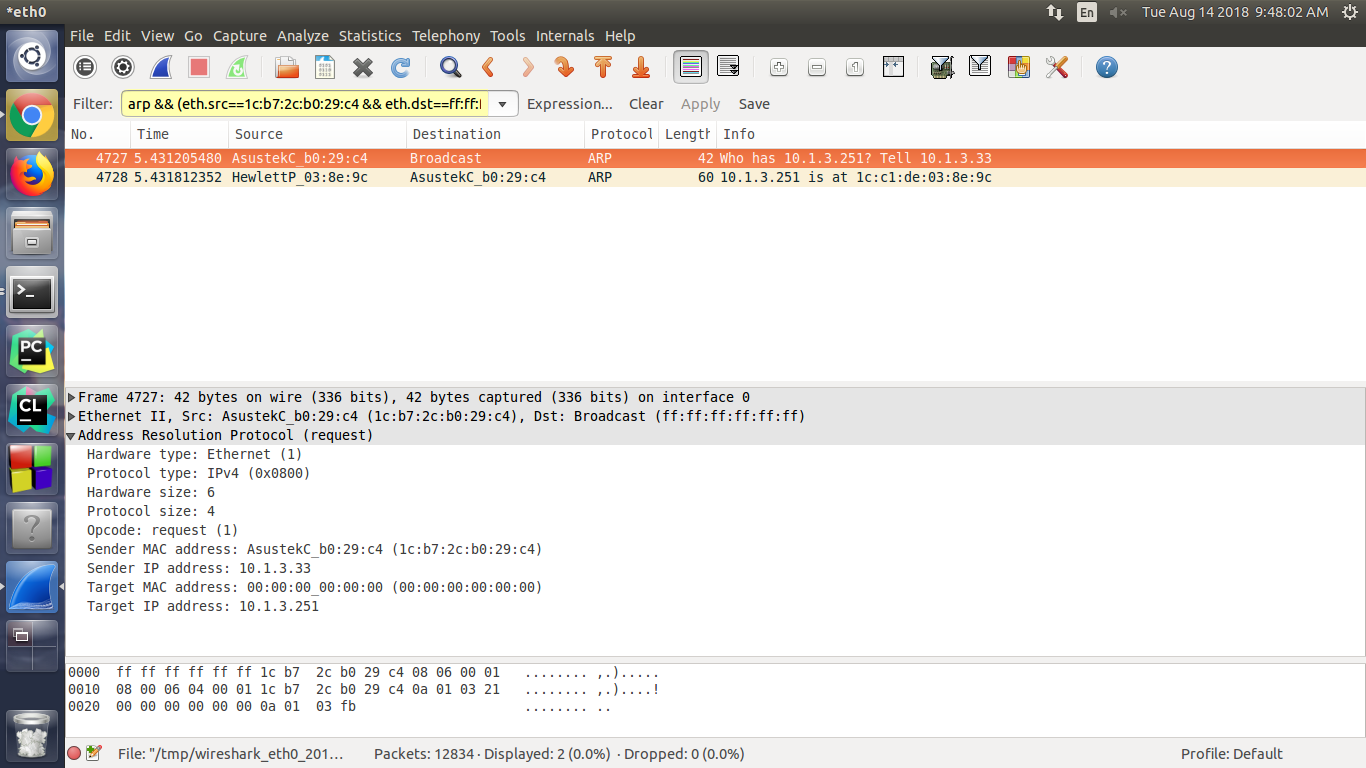 *eth0 En Tue Aug 14 2018 9:48:02 AM
File Edit View Go Capture Analyze Statistics Telephony Tools Internals Help
Filter: arp && (eth.src==1c:b7:2c:b0:29:c4 && eth.dst==ff:ff: Expression... Clear Apply Save
No. Time Source Destination Protocol Length Info
4727 5.431205480 AsustekC_b0:29:c4 Broadcast ARP 42 Who has 10.1.3.251? Tell 10.1.3.33
4728 5.431812352 HewlettP_03:8e:9c AsustekC_b0:29:c4 ARP 60 10.1.3.251 is at 1c:c1:de:03:8e:9c
PC
CL
Frame 4727: 42 bytes on wire (336 bits), 42 bytes captured (336 bits) on interface 0
Ethernet II, Src: AsustekC_b0:29:c4 (1c:b7:2c:b0:29:c4), Dst: Broadcast (ff:ff:ff:ff:ff:ff)
Address Resolution Protocol (request)
Hardware type: Ethernet (1)
Protocol type: IPv4 (0x0800)
Hardware size: 6
Protocol size: 4
Opcode: request (1)
Sender MAC address: AsustekC_b0:29:c4 (1c:b7:2c:b0:29:c4)
Sender IP address: 10.1.3.33
Target MAC address: 00:00:00_00:00:00 (00:00:00:00:00:00)
Target IP address: 10.1.3.251
0000 ff ff ff ff ff ff 1c b7 2c b0 29 c4 08 06 00 01 ........ ,.).....
0010 08 00 06 04 00 01 1c b7 2c b0 29 c4 0a 01 03 21 ........ ,.)....!
0020 00 00 00 00 00 00 0a 01 03 fb ........ ..
File: "/tmp/wireshark_eth0_201... Packets: 12834 · Displayed: 2 (0.0%) · Dropped: 0 (0.0%) Profile: Default